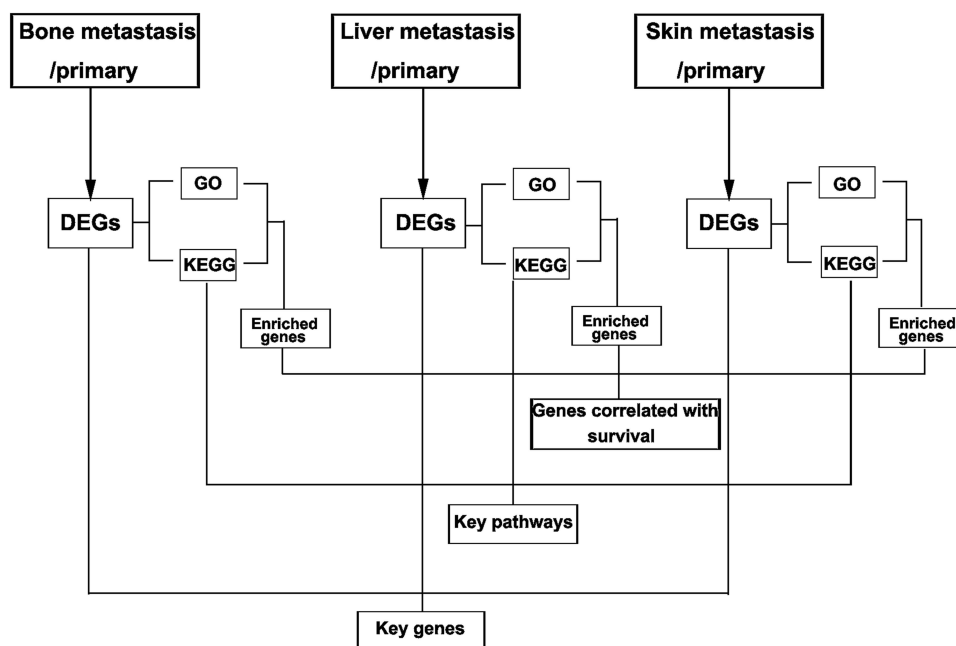 Bone metastasis
/primary
Liver metastasis
/primary
Skin metastasis
/primary
GO
GO
GO
DEGs
DEGs
DEGs
KEGG
KEGG
KEGG
Enriched
genes
Enriched
genes
Enriched
genes
Genes correlated with
survival
Key pathways
Key genes